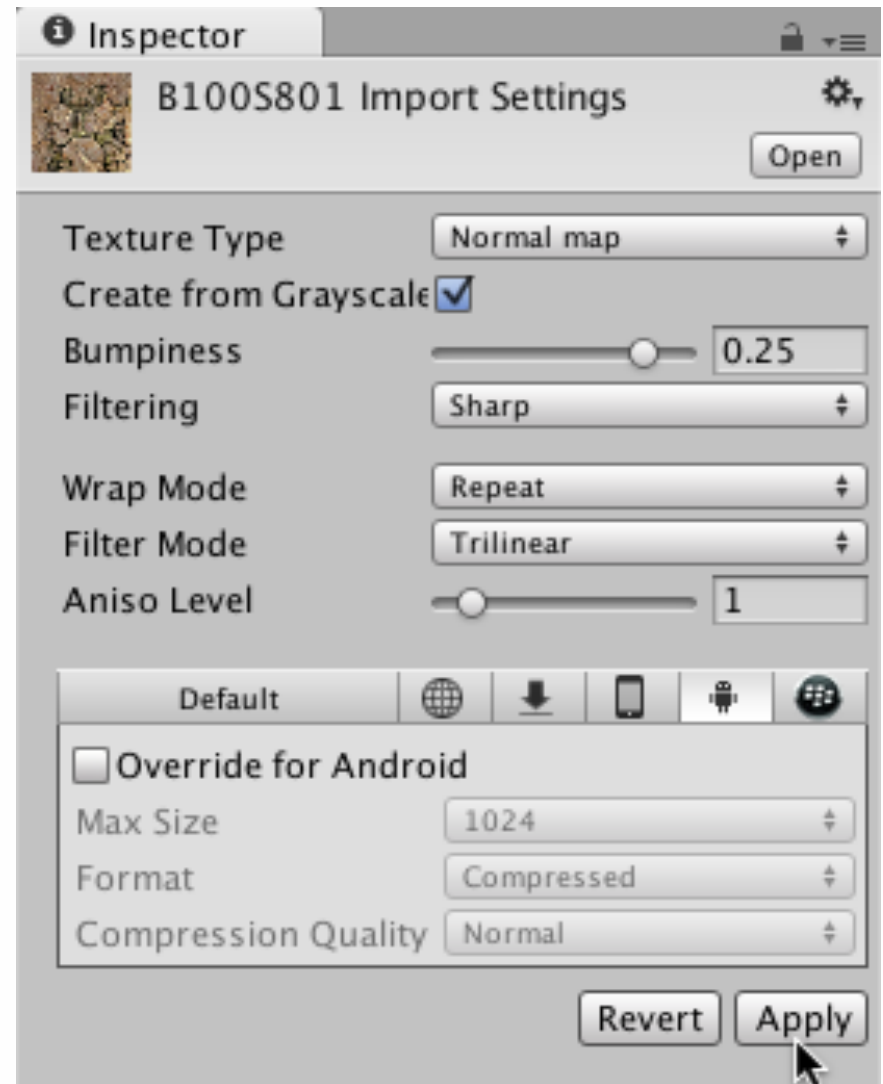 Inspector
B100S801 Import Settings
Open
Texture Type Normal map
Create from Grayscale
Bumpiness 0.25
Filtering Sharp
Wrap Mode Repeat
Filter Mode Trilinear
Aniso Level 1
Default
Override for Android
Max Size 1024
Format Compressed
Compression Quality Normal
Revert Apply